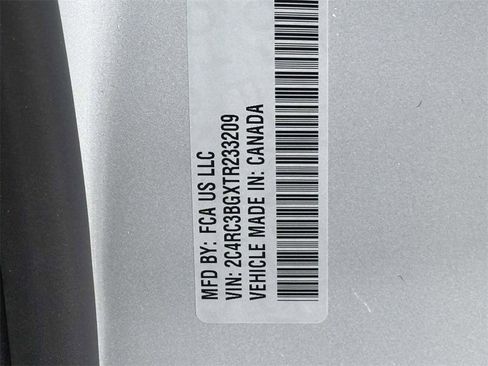 MFD BY: FCA US LLC
VIN: 2C4RC3BGXTR233209
VEHICLE MADE IN: CANADA